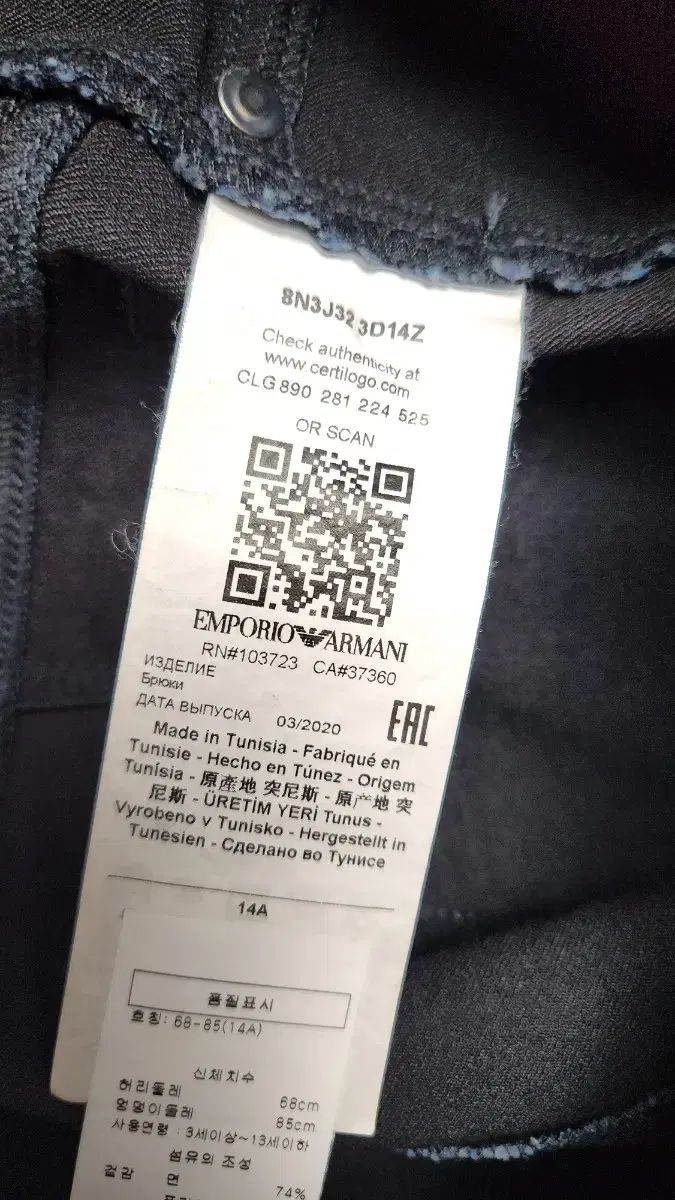 8N3J32 3D14Z
Check authenticity at
www.certilogo.com
CLG 890 281 224 525
OR SCAN
EMPORIO ARMANI
RN#103723 CA#37360
ИЗДЕЛИЕ
Брюки
ДАТА ВЫПУСКА 03/2020
EAC
Made in Tunisia - Fabriqué en
Tunisie - Hecho en Túnez - Origem
Tunísia - 原產地 突尼斯 - 原产地 突
尼斯 - ÜRETİM YERİ Tunus -
Vyrobeno v Tunisko - Hergestellt in
Tunesien - Сделано во Тунисе
14A
품질표시
호칭: 68-85(14A)
신체치수
허리둘레 68cm
엉덩이둘레 85cm
사용연령 : 3세이상~13세이하
섬유의 조성
겉감 면 74%